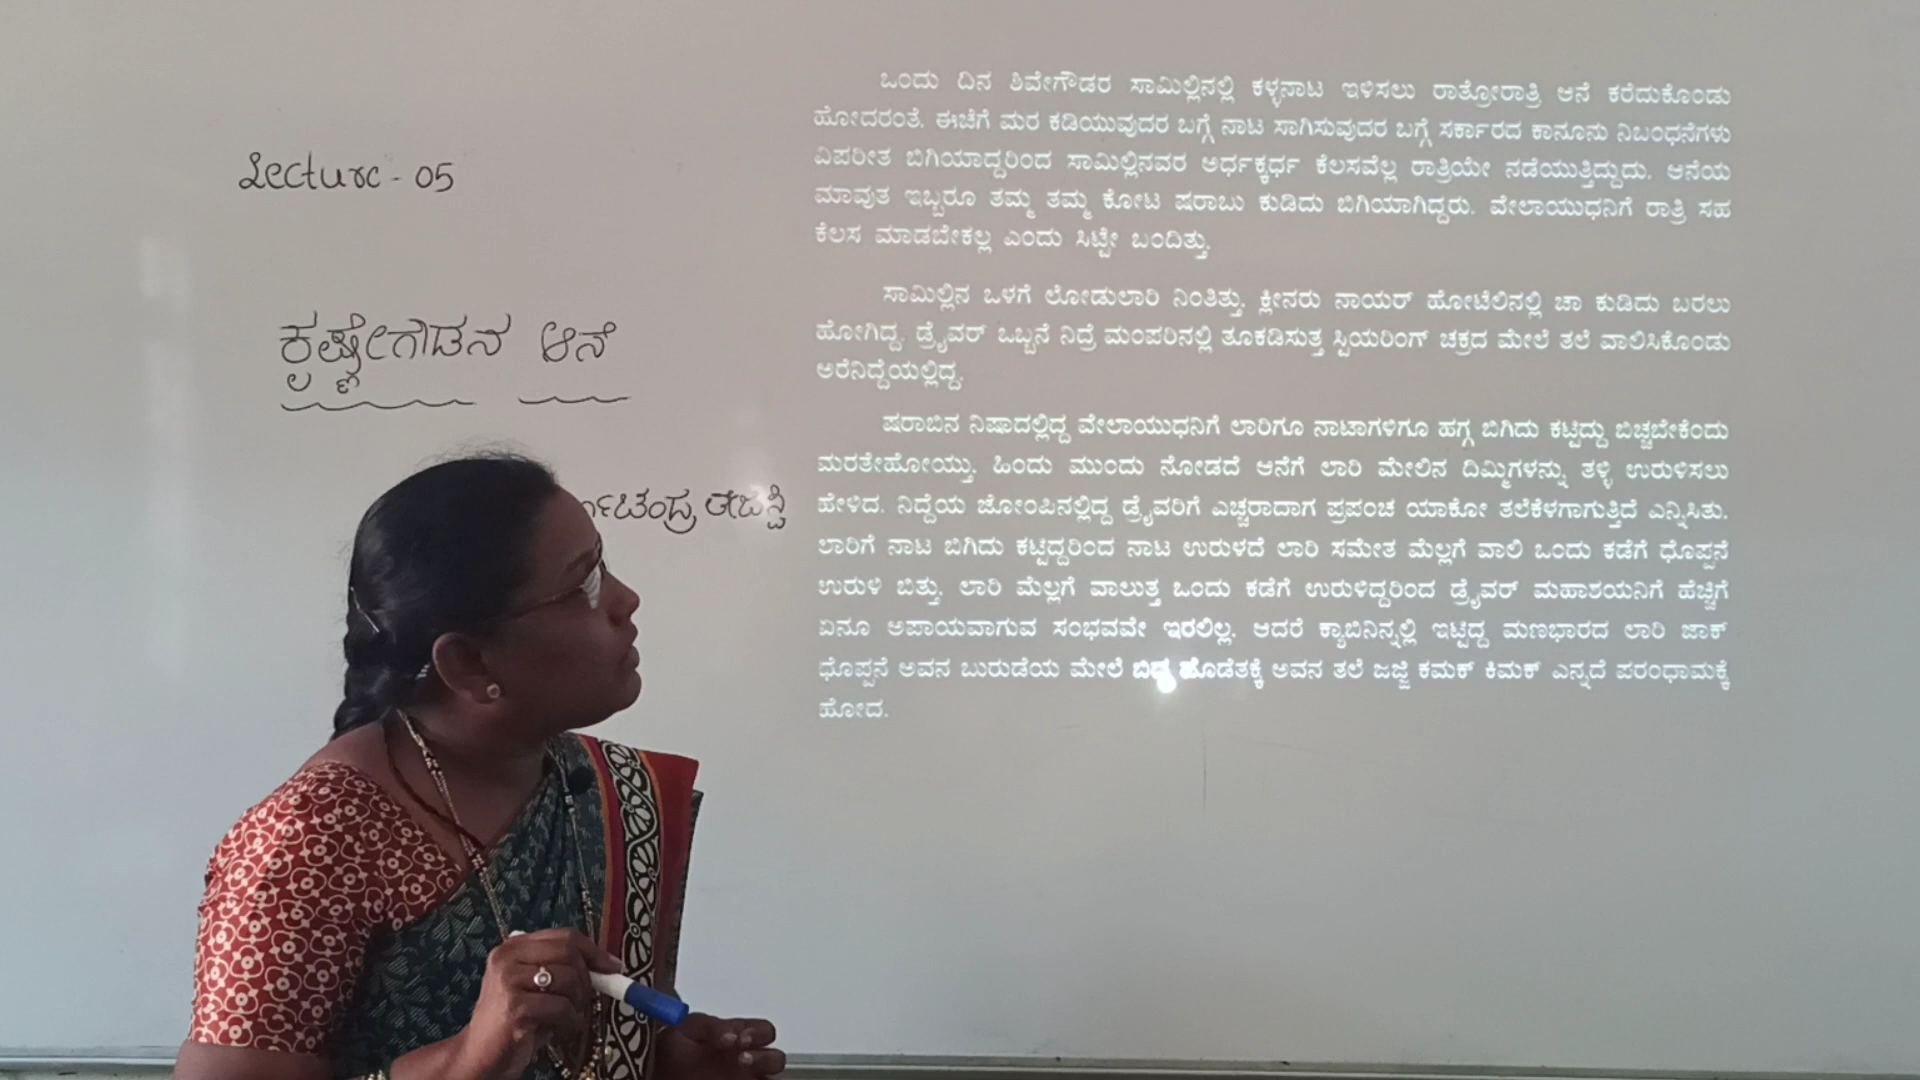 Lecture - 05
ಕೃಷ್ಣೇಗೌಡನ ಆನೆ
ರ್ಣಚಂದ್ರ ತೇಜಸ್ವಿ
ಒಂದು ದಿನ ಶಿವೇಗೌಡರ ಸಾಮಿಲ್ಲಿನಲ್ಲಿ ಕಳ್ಳನಾಟ ಇಳಿಸಲು ರಾತ್ರೋರಾತ್ರಿ ಆನೆ ಕರೆದುಕೊಂಡು
ಹೋದರಂತೆ. ಈಚೆಗೆ ಮರ ಕಡಿಯುವುದರ ಬಗ್ಗೆ ನಾಟ ಸಾಗಿಸುವುದರ ಬಗ್ಗೆ ಸರ್ಕಾರದ ಕಾನೂನು ನಿಬಂಧನೆಗಳು
ವಿಪರೀತ ಬಿಗಿಯಾದ್ದರಿಂದ ಸಾಮಿಲ್ಲಿನವರ ಅರ್ಧಕ್ಕರ್ಧ ಕೆಲಸವೆಲ್ಲ ರಾತ್ರಿಯೇ ನಡೆಯುತ್ತಿದ್ದುದು. ಆನೆಯ
ಮಾವುತ ಇಬ್ಬರೂ ತಮ್ಮ ತಮ್ಮ ಕೋಟ ಷರಾಬು ಕುಡಿದು ಬಿಗಿಯಾಗಿದ್ದರು. ವೇಲಾಯುಧನಿಗೆ ರಾತ್ರಿ ಸಹ
ಕೆಲಸ ಮಾಡಬೇಕಲ್ಲ ಎಂದು ಸಿಟ್ಟೇ ಬಂದಿತ್ತು.
ಸಾಮಿಲ್ಲಿನ ಒಳಗೆ ಲೋಡುಲಾರಿ ನಿಂತಿತ್ತು. ಕ್ಲೀನರು ನಾಯರ್ ಹೋಟೆಲಿನಲ್ಲಿ ಚಾ ಕುಡಿದು ಬರಲು
ಹೋಗಿದ್ದ. ಡ್ರೈವರ್ ಒಬ್ಬನೆ ನಿದ್ರೆ ಮಂಪರಿನಲ್ಲಿ ತೂಕಡಿಸುತ್ತ ಸ್ಟಿಯರಿಂಗ್ ಚಕ್ರದ ಮೇಲೆ ತಲೆ ವಾಲಿಸಿಕೊಂಡು
ಅರೆನಿದ್ದೆಯಲ್ಲಿದ್ದ.
ಷರಾಬಿನ ನಿಷಾದಲ್ಲಿದ್ದ ವೇಲಾಯುಧನಿಗೆ ಲಾರಿಗೂ ನಾಟಾಗಳಿಗೂ ಹಗ್ಗ ಬಿಗಿದು ಕಟ್ಟಿದ್ದು ಬಿಚ್ಚಬೇಕೆಂದು
ಮರತೇಹೋಯ್ತು. ಹಿಂದು ಮುಂದು ನೋಡದೆ ಆನೆಗೆ ಲಾರಿ ಮೇಲಿನ ದಿಮ್ಮಿಗಳನ್ನು ತಳ್ಳಿ ಉರುಳಿಸಲು
ಹೇಳಿದ. ನಿದ್ದೆಯ ಜೋಂಪಿನಲ್ಲಿದ್ದ ಡ್ರೈವರಿಗೆ ಎಚ್ಚರಾದಾಗ ಪ್ರಪಂಚ ಯಾಕೋ ತಲೆಕೆಳಗಾಗುತ್ತಿದೆ ಎನ್ನಿಸಿತು.
ಲಾರಿಗೆ ನಾಟ ಬಿಗಿದು ಕಟ್ಟಿದ್ದರಿಂದ ನಾಟ ಉರುಳದೆ ಲಾರಿ ಸಮೇತ ಮೆಲ್ಲಗೆ ವಾಲಿ ಒಂದು ಕಡೆಗೆ ಧೊಪ್ಪನೆ
ಉರುಳಿ ಬಿತ್ತು. ಲಾರಿ ಮೆಲ್ಲಗೆ ವಾಲುತ್ತ ಒಂದು ಕಡೆಗೆ ಉರುಳಿದ್ದರಿಂದ ಡ್ರೈವರ್ ಮಹಾಶಯನಿಗೆ ಹೆಚ್ಚಿಗೆ
ಏನೂ ಅಪಾಯವಾಗುವ ಸಂಭವವೇ ಇರಲಿಲ್ಲ. ಆದರೆ ಕ್ಯಾಬಿನಿನ್ನಲ್ಲಿ ಇಟ್ಟಿದ್ದ ಮಣಭಾರದ ಲಾರಿ ಜಾಕ್
ಧೊಪ್ಪನೆ ಅವನ ಬುರುಡೆಯ ಮೇಲೆ ಬಿದ್ದ ಹೊಡೆತಕ್ಕೆ ಅವನ ತಲೆ ಜಜ್ಜಿ ಕಮಕ್ ಕಿಮಕ್ ಎನ್ನದೆ ಪರಂಧಾಮಕ್ಕೆ
ಹೋದ.